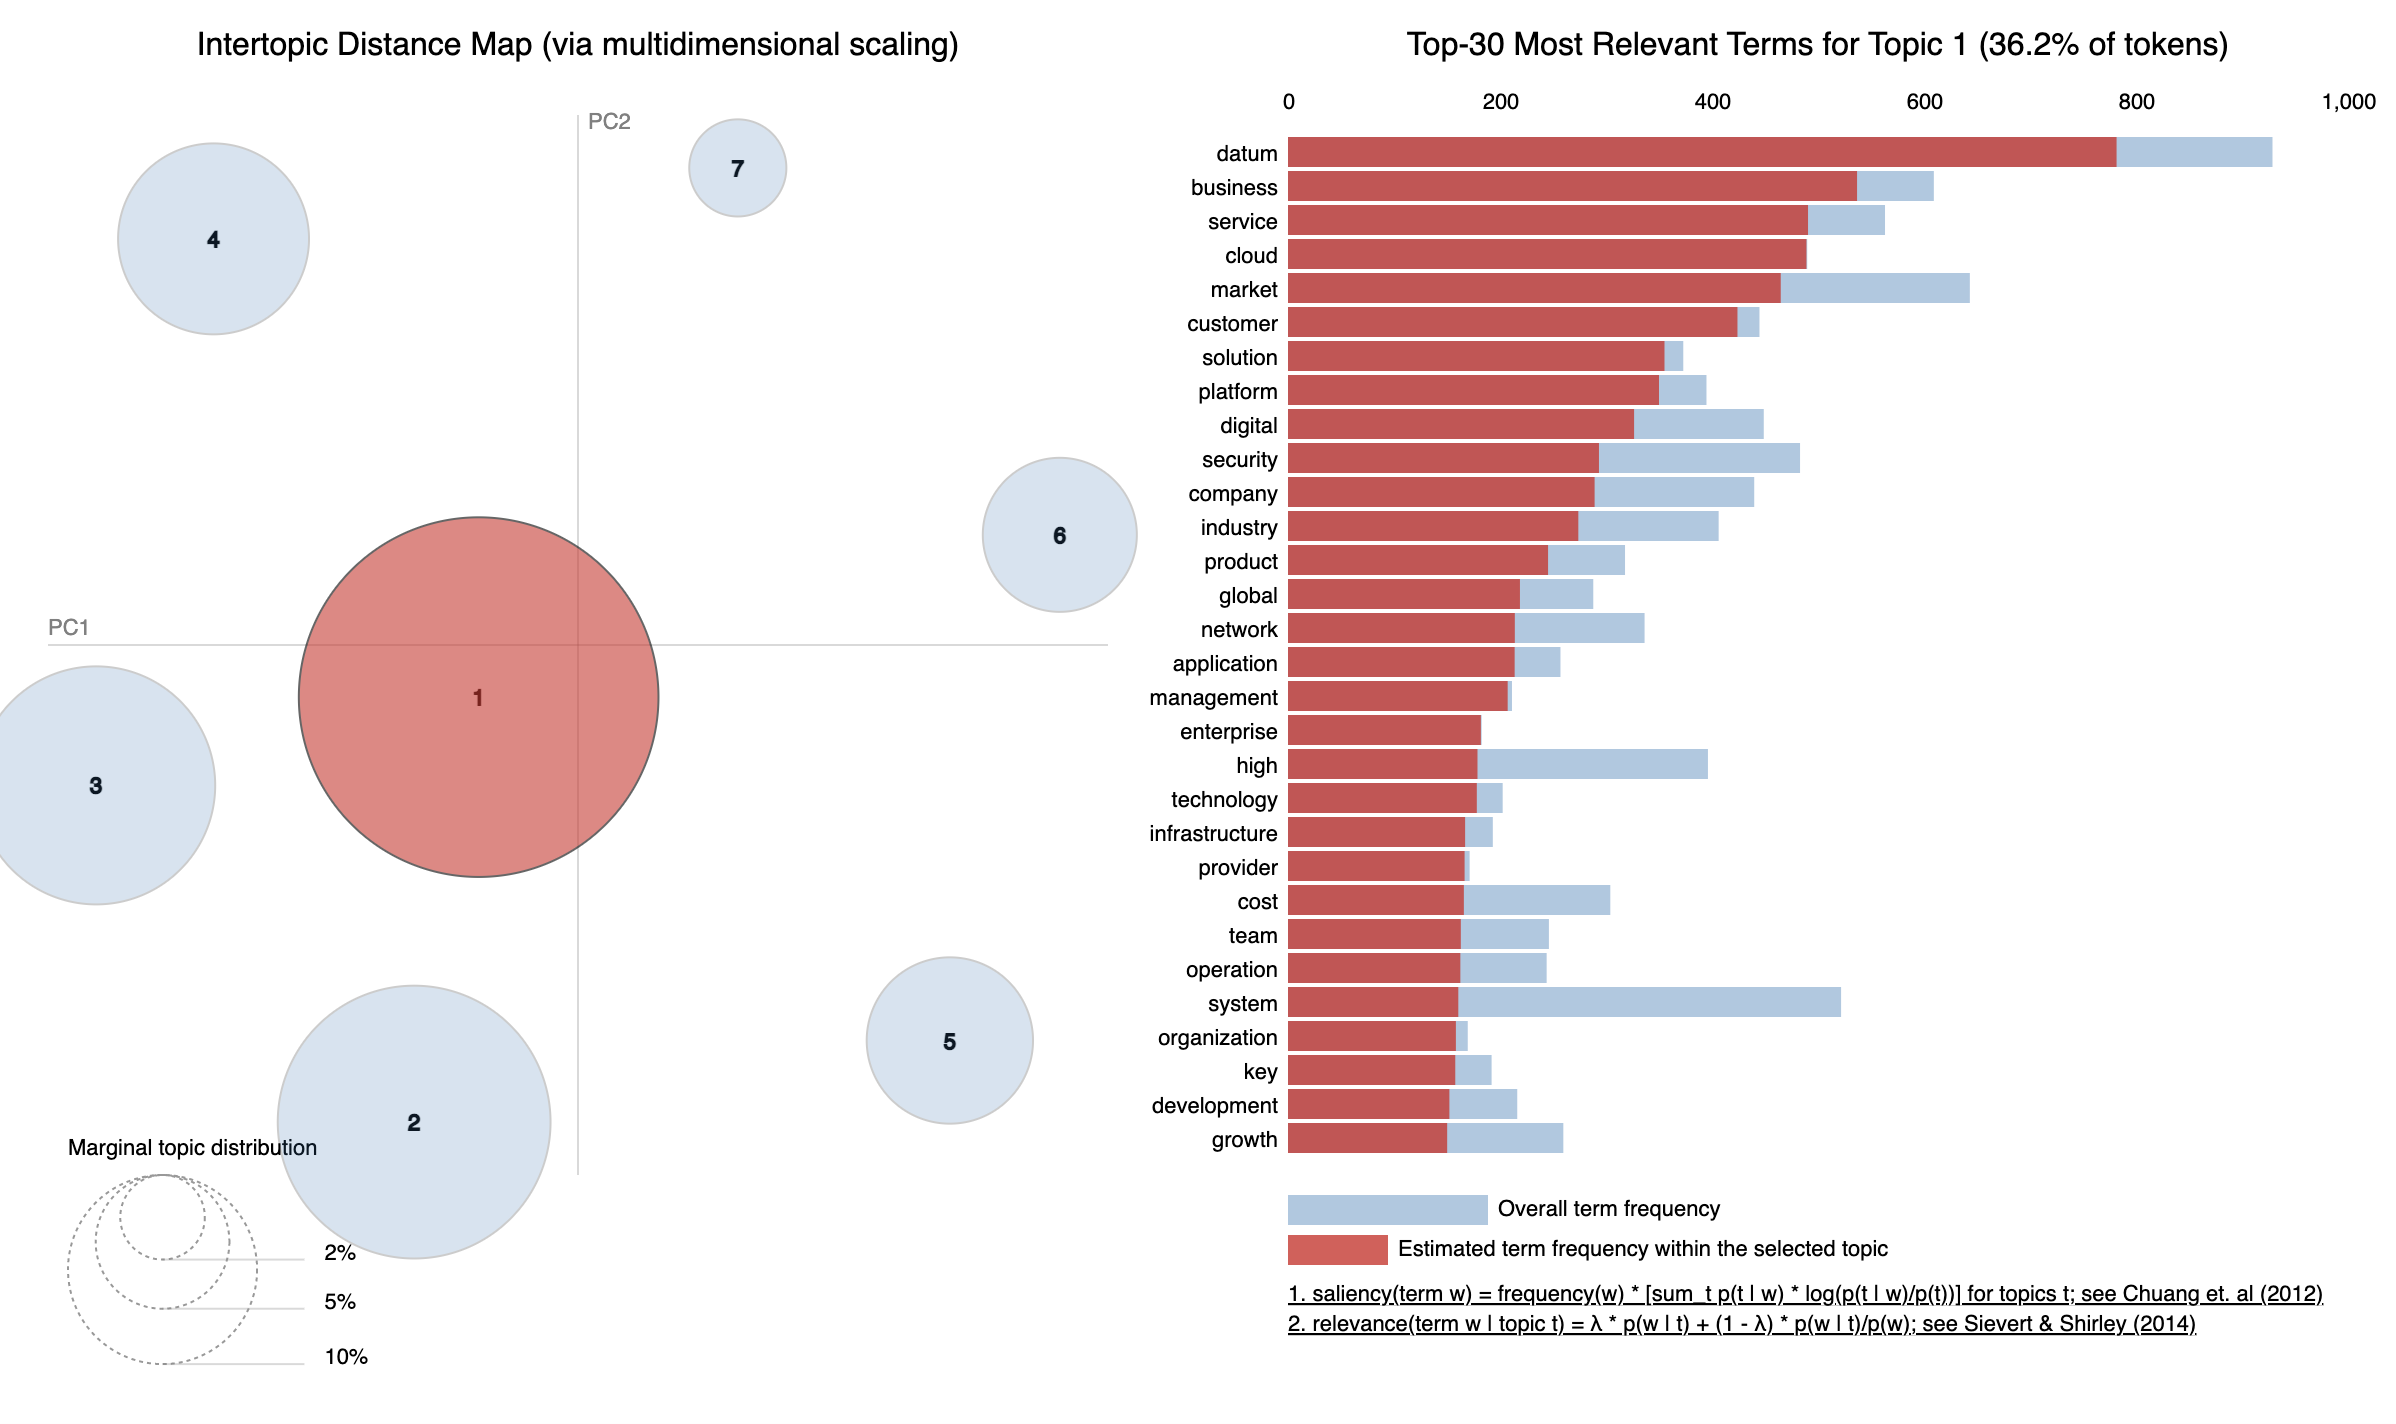 Intertopic Distance Map (via multidimensional scaling)
PC2
7
4
6
PC1
1
3
5
2
Marginal topic distribution
2%
5%
10%
Top-30 Most Relevant Terms for Topic 1 (36.2% of tokens)
0 200 400 600 800 1,000
datum
business
service
cloud
market
customer
solution
platform
digital
security
company
industry
product
global
network
application
management
enterprise
high
technology
infrastructure
provider
cost
team
operation
system
organization
key
development
growth
Overall term frequency
Estimated term frequency within the selected topic
1. saliency(term w) = frequency(w) * [sum_t p(t | w) * log(p(t | w)/p(t))] for topics t; see Chuang et. al (2012)
2. relevance(term w | topic t) = λ * p(w | t) + (1 - λ) * p(w | t)/p(w); see Sievert & Shirley (2014)